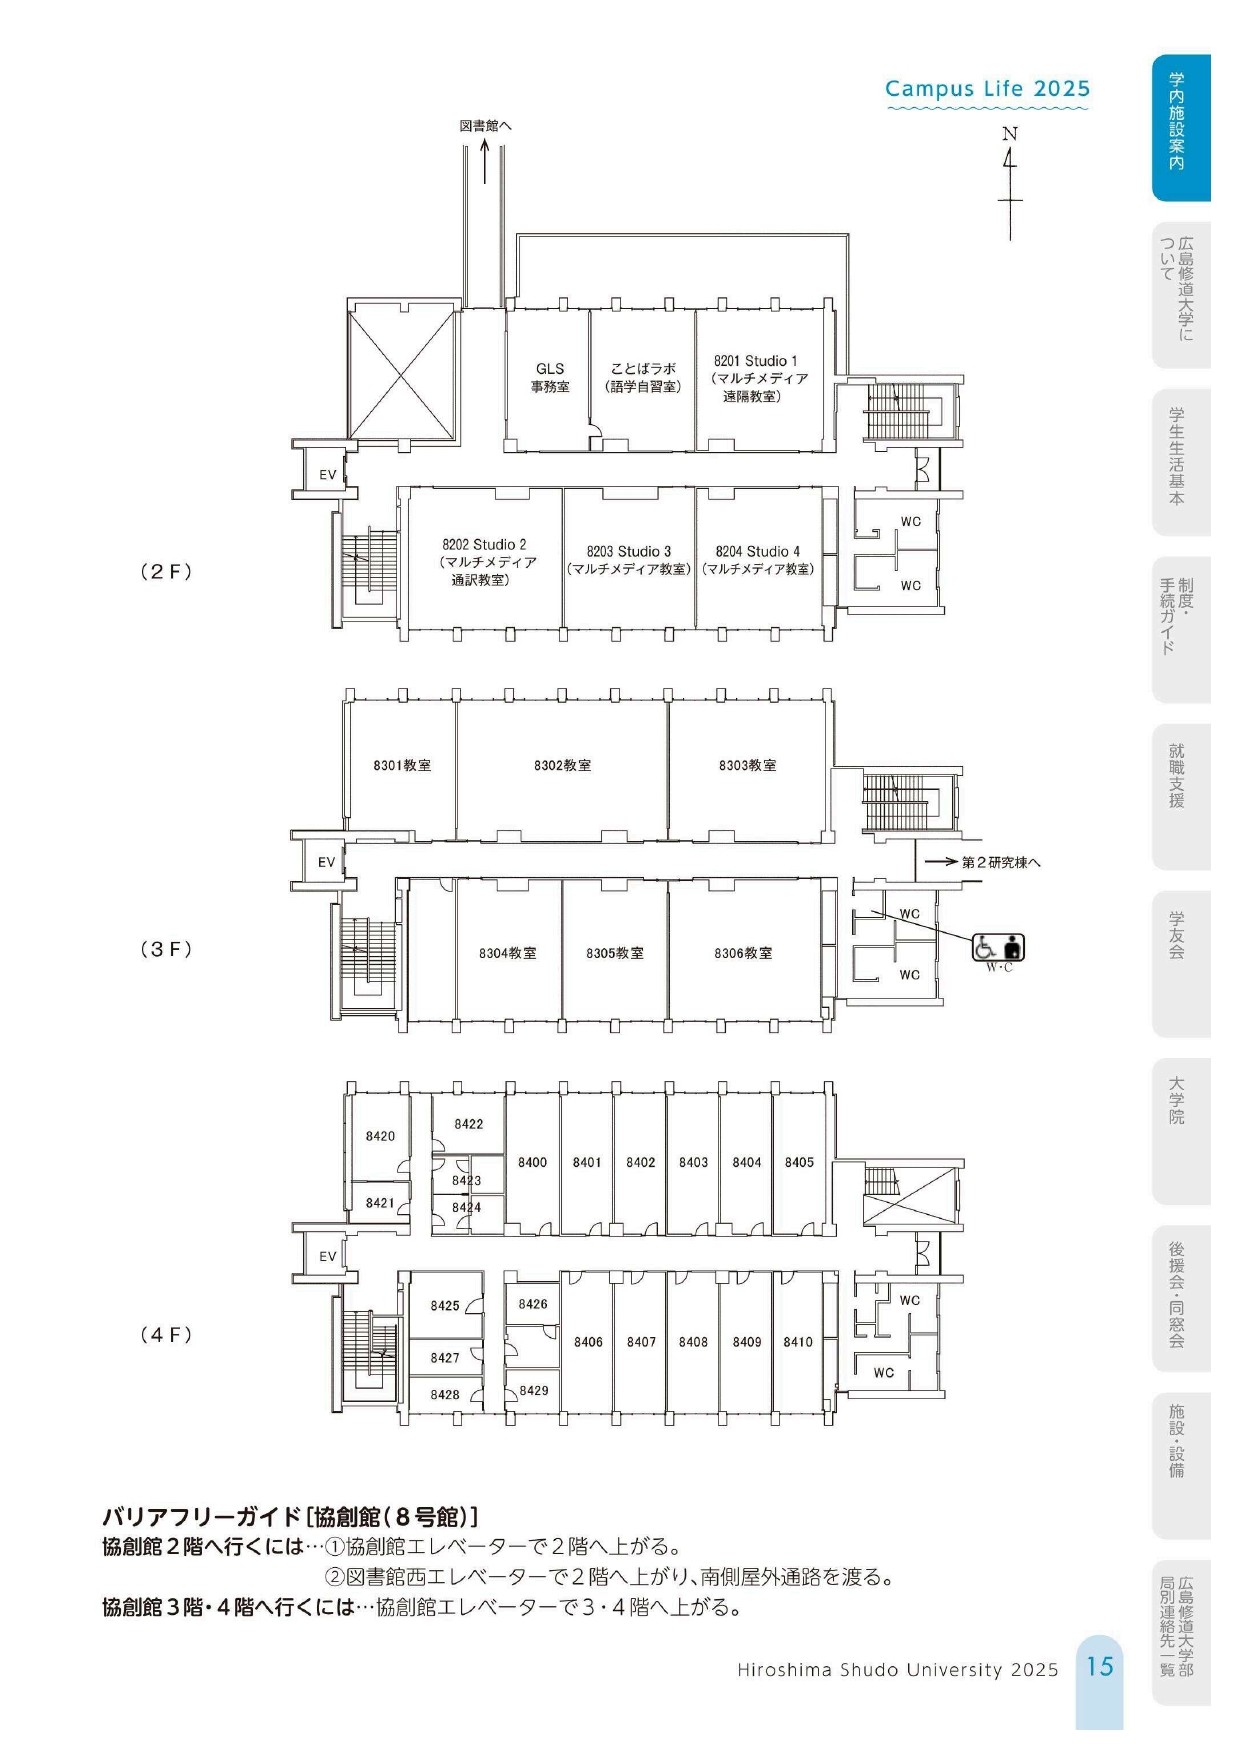 Campus Life 2025
図書館へ
N
GLS
事務室
ことばラボ
(語学自習室)
8201 Studio 1
(マルチメディア
遠隔教室)
EV
8202 Studio 2
(マルチメディア
通訳教室)
8203 Studio 3
(マルチメディア教室)
8204 Studio 4
(マルチメディア教室)
WC
WC
(2F)
8301教室
8302教室
8303教室
EV
第2研究棟へ
8304教室
8305教室
8306教室
WC
WC
W・C
(3F)
8420
8421
8422
8423
8424
8400
8401
8402
8403
8404
8405
EV
8425
8427
8428
8426
8429
8406
8407
8408
8409
8410
WC
WC
(4F)
バリアフリーガイド[協創館(8号館)]
協創館2階へ行くには…①協創館エレベーターで2階へ上がる。
②図書館西エレベーターで2階へ上がり、南側屋外通路を渡る。
協創館3階・4階へ行くには…協創館エレベーターで3・4階へ上がる。
Hiroshima Shudo University 2025
15
学内施設案内
広島修道大学に
ついて
学生生活基本
制度・
手続ガイド
就職支援
学友会
大学院
後援会・同窓会
施設・設備
広島修道大学部
局別連絡先一覧